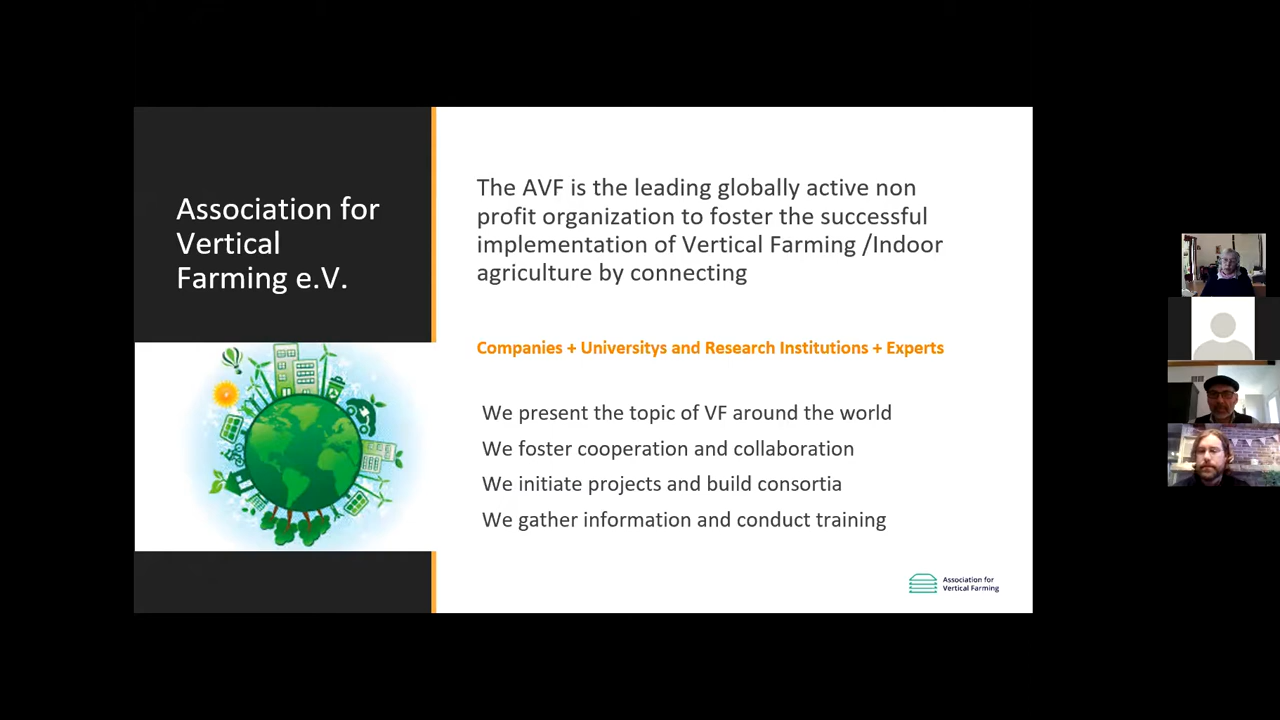 Association for
Vertical
Farming e.V.
The AVF is the leading globally active non
profit organization to foster the successful
implementation of Vertical Farming /Indoor
agriculture by connecting
Companies + Universitys and Research Institutions + Experts
We present the topic of VF around the world
We foster cooperation and collaboration
We initiate projects and build consortia
We gather information and conduct training
Association for
Vertical Farming